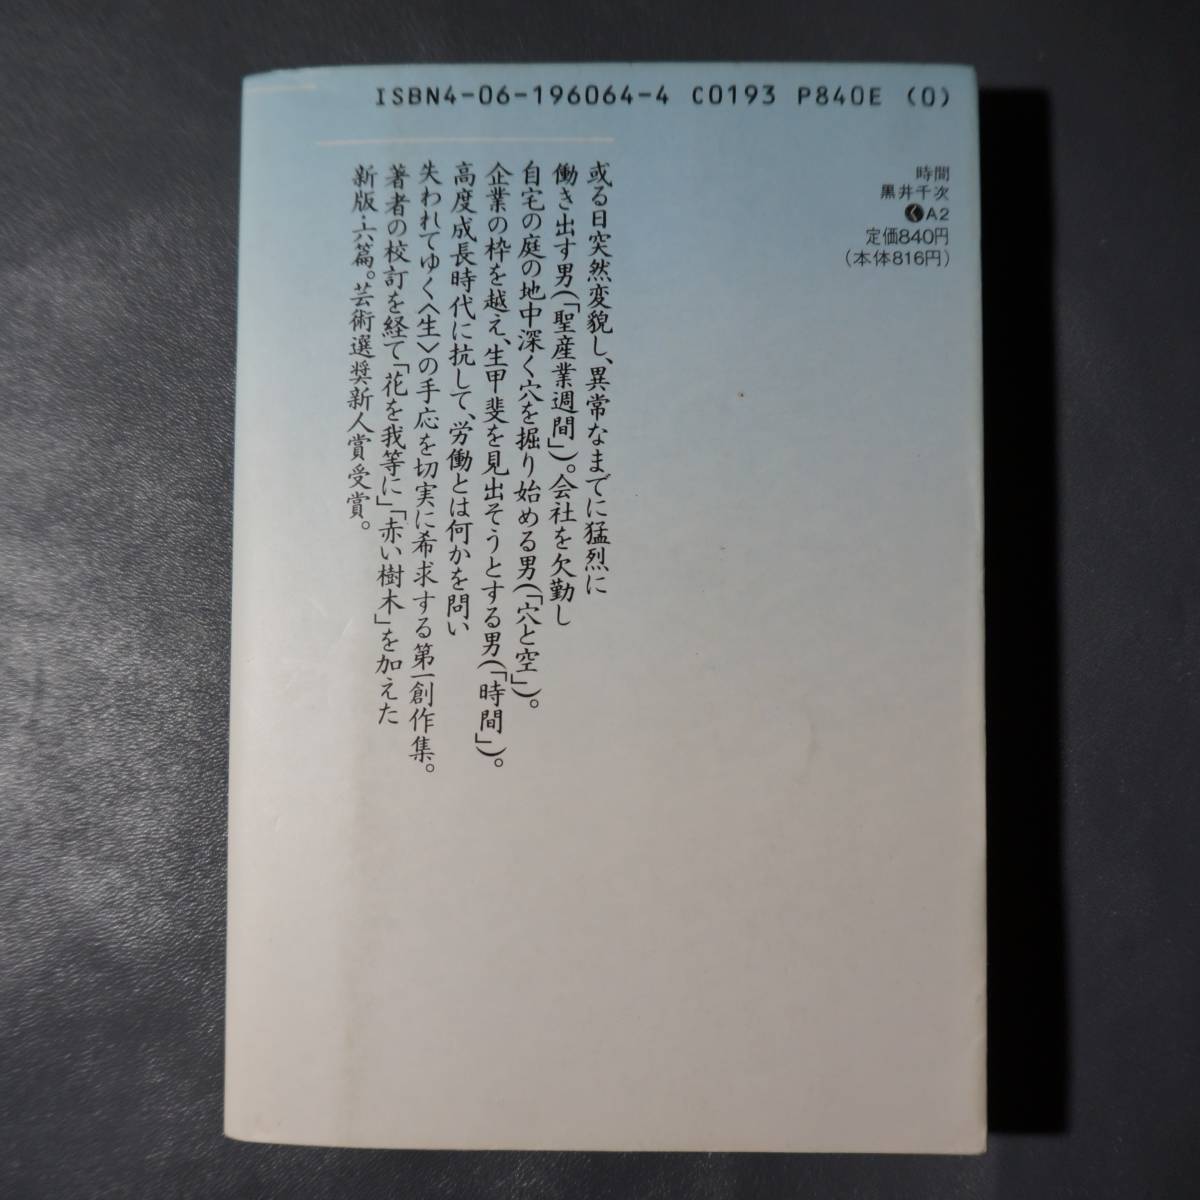 ISBN4-06-196064-4 C0193 P840E (0)
時間
黒井千次
くA2
定価840円
(本体816円)
或る日突然変貌し、異常なまでに猛烈に
働き出す男(「聖産業週間」)。会社を欠勤し
自宅の庭の地中深く穴を掘り始める男(「穴と空」)。
企業の枠を越え、生甲斐を見出そうとする男(「時間」)。
高度成長時代に抗して、労働とは何かを問い
失われてゆく〈生〉の手応を切実に希求する第一創作集。
著者の校訂を経て「花を我等に」「赤い樹木」を加えた
新版・六篇。芸術選奨新人賞受賞。